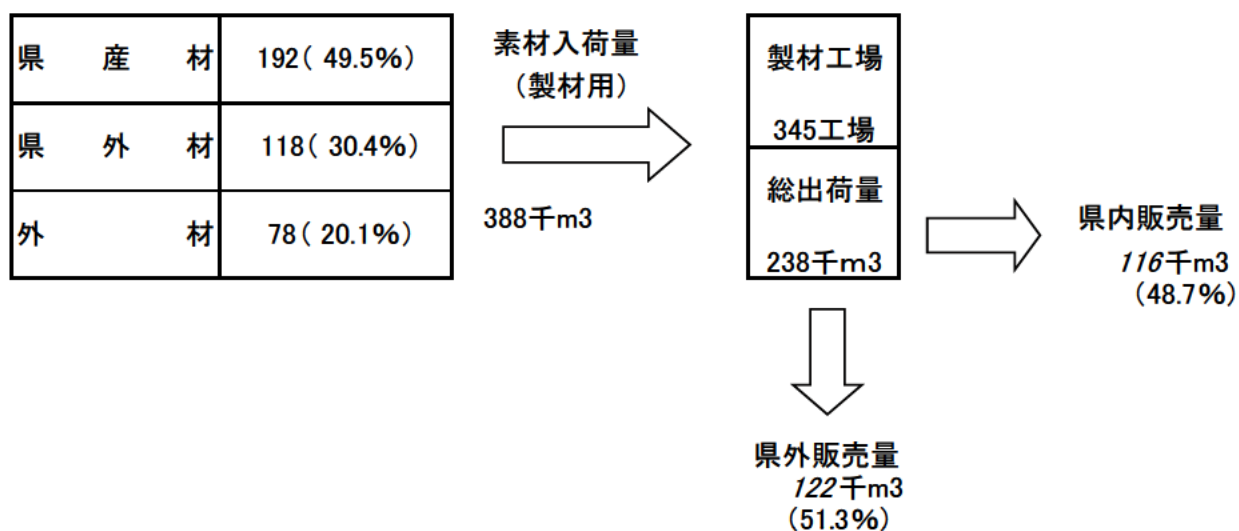 県産材 192( 49.5%)
県外材 118( 30.4%)
外材 78( 20.1%)
素材入荷量
（製材用）
388千m3
製材工場
345工場
総出荷量
238千ｍ3
県内販売量
116千m3
（48.7%）
県外販売量
122千m3
（51.3%）